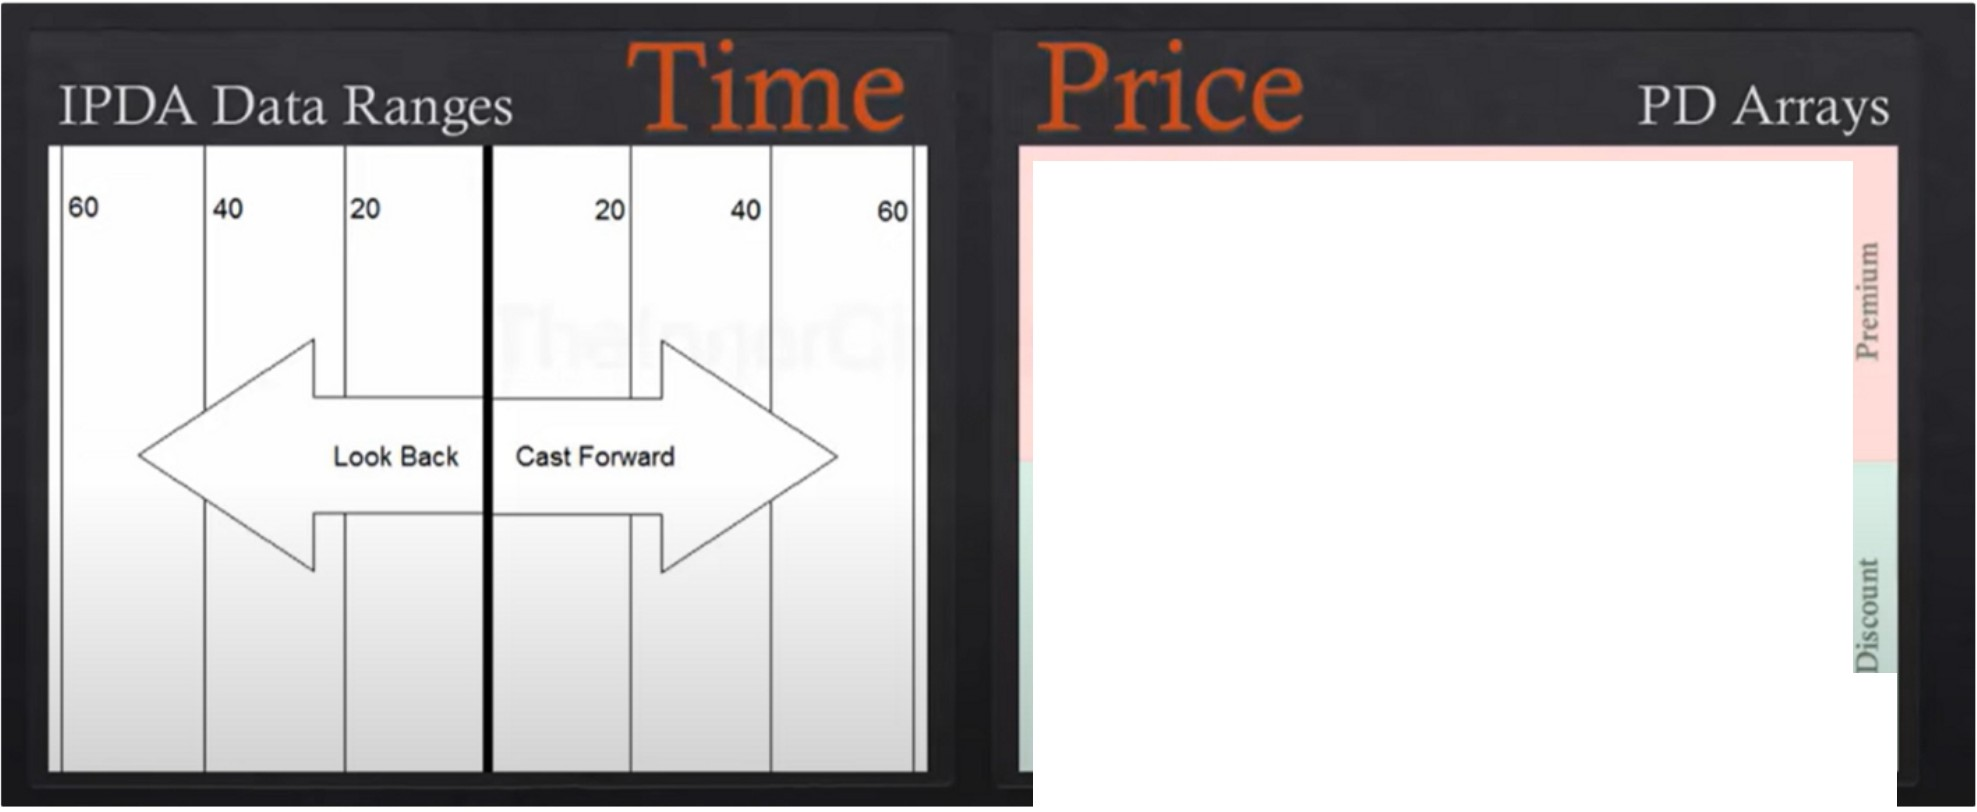 IPDA Data Ranges
Time
60 40 20 20 40 60
Look Back Cast Forward
Price
PD Arrays
Premium
Discount